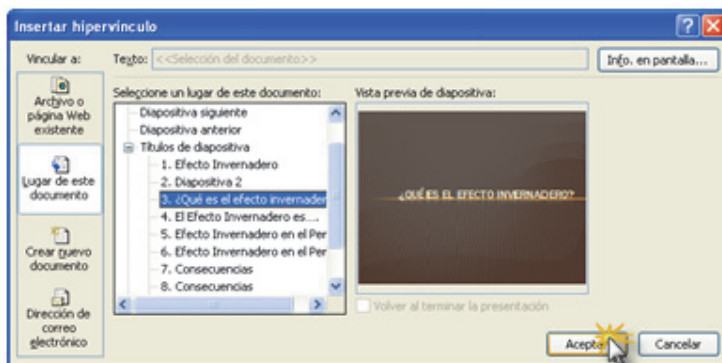 Insertar hipervínculo
Vincular a:
Texto: <<Selección del documento>>
Info. en pantalla...
Archivo o
página Web
existente
Lugar de este
documento
Crear nuevo
documento
Dirección de
correo
electrónico
Seleccione un lugar de este documento:
Diapositiva siguiente
Diapositiva anterior
Títulos de diapositiva
1. Efecto Invernadero
2. Diapositiva 2
3. ¿Qué es el efecto invernader
4. El Efecto Invernadero es....
5. Efecto Invernadero en el Per
6. Efecto Invernadero en el Per
7. Consecuencias
8. Consecuencias
Vista previa de diapositiva:
¿QUÉ ES EL EFECTO INVERNADERO?
Volver al terminar la presentación
Acepta
Cancelar